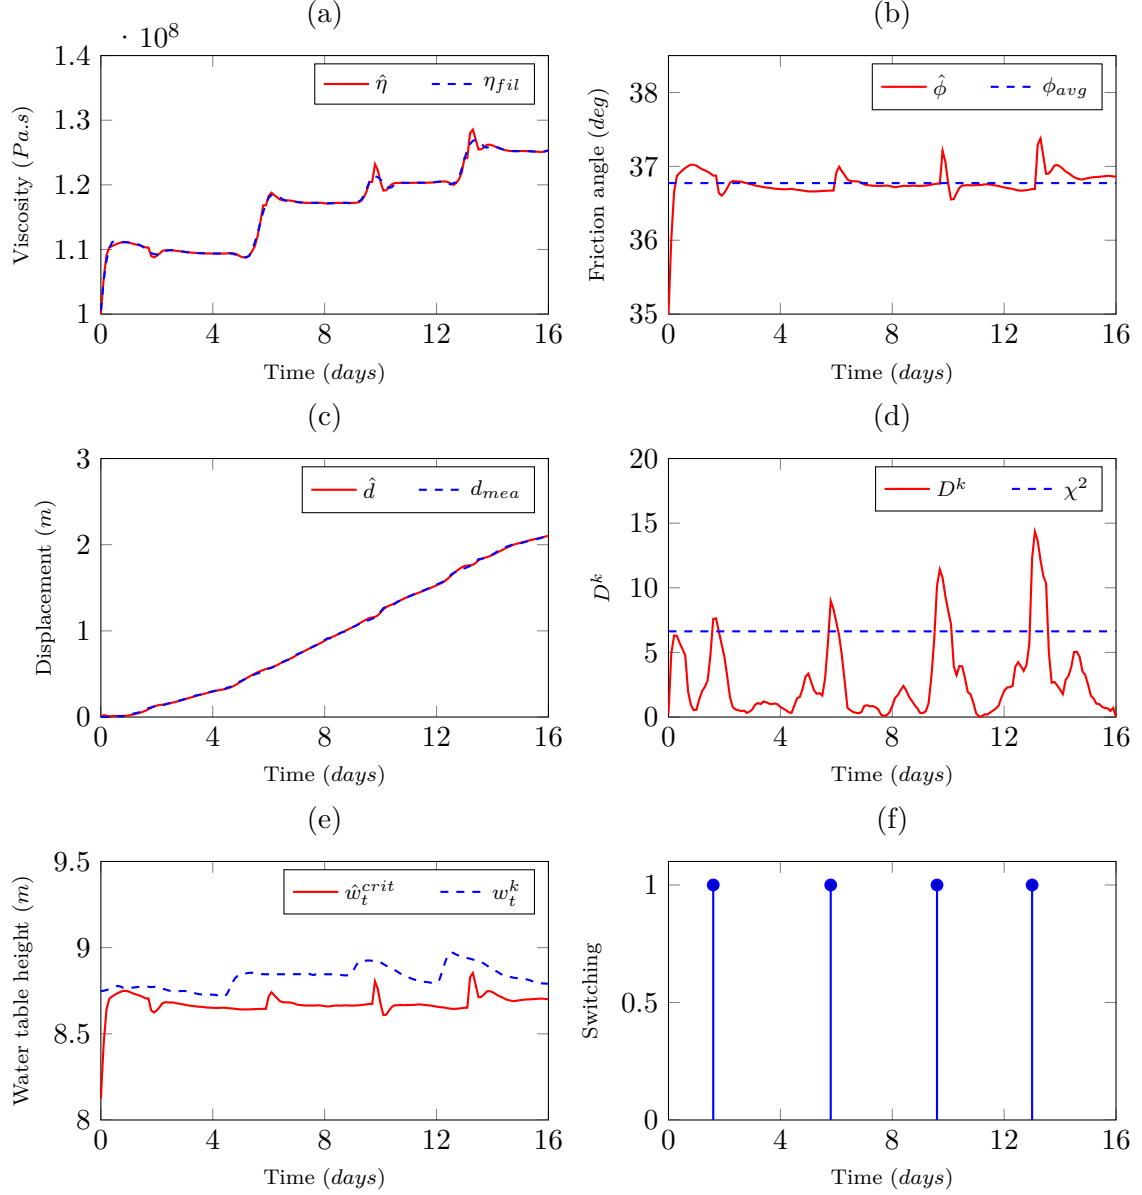 (a)
· 10⁸
1.4
1.3
1.2
1.1
1
η̂ η_fil
Viscosity (Pa.s)
0 4 8 12 16
Time (days)
(b)
38
37
36
35
ϕ̂ ϕ_avg
Friction angle (deg)
0 4 8 12 16
Time (days)
(c)
3
2
1
0
d̂ d_mea
Displacement (m)
0 4 8 12 16
Time (days)
(d)
20
15
10
5
0
D^k χ²
D^k
0 4 8 12 16
Time (days)
(e)
9.5
9
8.5
8
ŵ_t^crit w_t^k
Water table height (m)
0 4 8 12 16
Time (days)
(f)
1
0.5
0
Switching
0 4 8 12 16
Time (days)